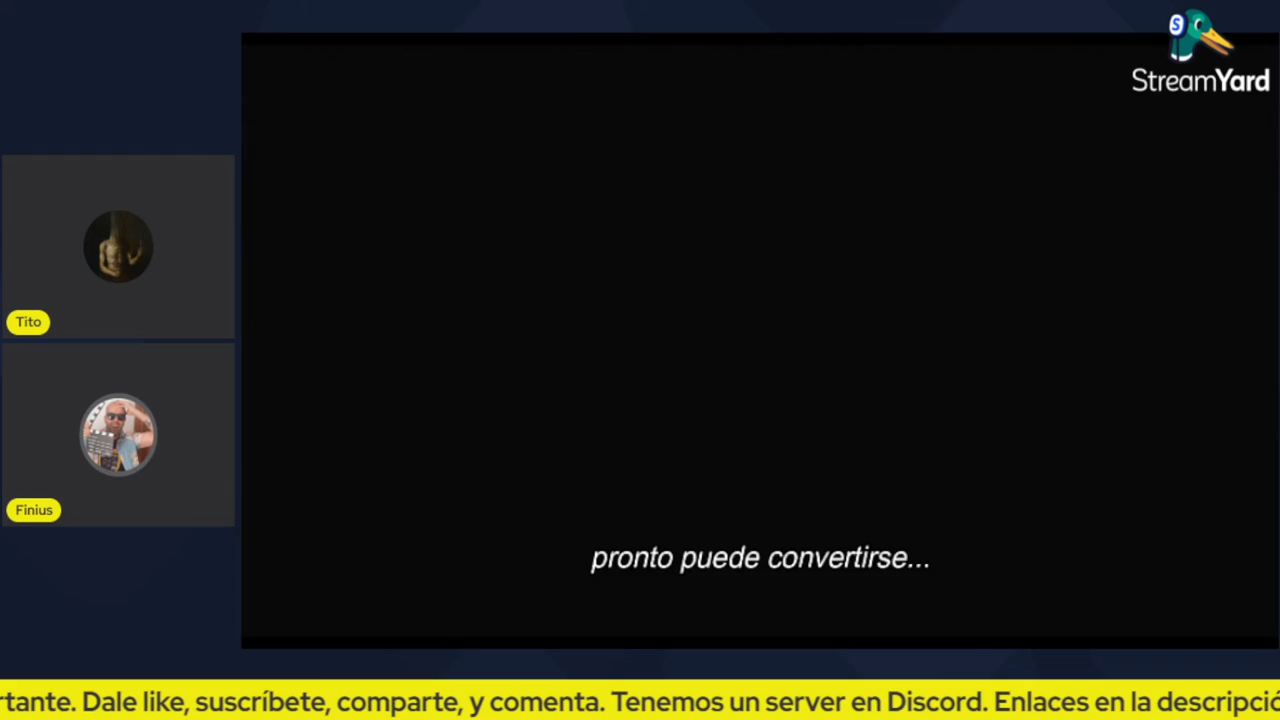 StreamYard
Tito
Finius
pronto puede convertirse...
rtante. Dale like, suscríbete, comparte, y comenta. Tenemos un server en Discord. Enlaces en la descripció